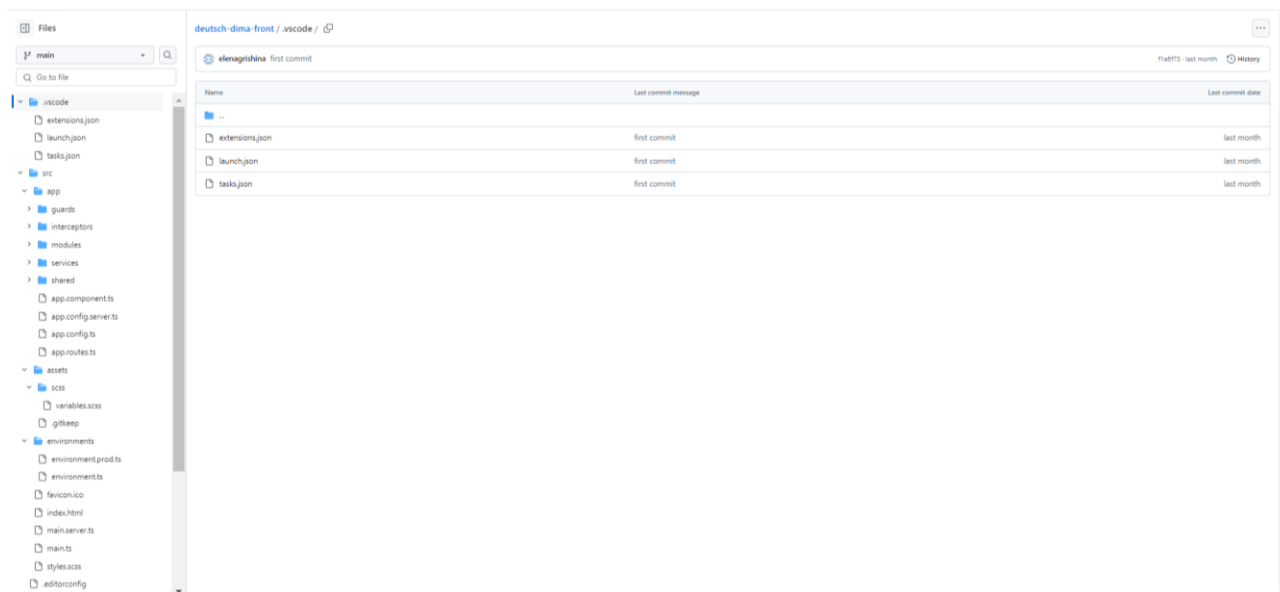 Files
main
Go to file
.vscode
extensions.json
launch.json
tasks.json
src
app
guards
interceptors
modules
services
shared
app.component.ts
app.config.server.ts
app.config.ts
app.routes.ts
assets
scss
variables.scss
.gitkeep
environments
environment.prod.ts
environment.ts
favicon.ico
index.html
main.server.ts
main.ts
styles.scss
.editorconfig
deutsch-dima-front / .vscode /
elenagrishina first commit f1a6f73 · last month History
Name Last commit message Last commit date
..
extensions.json first commit last month
launch.json first commit last month
tasks.json first commit last month